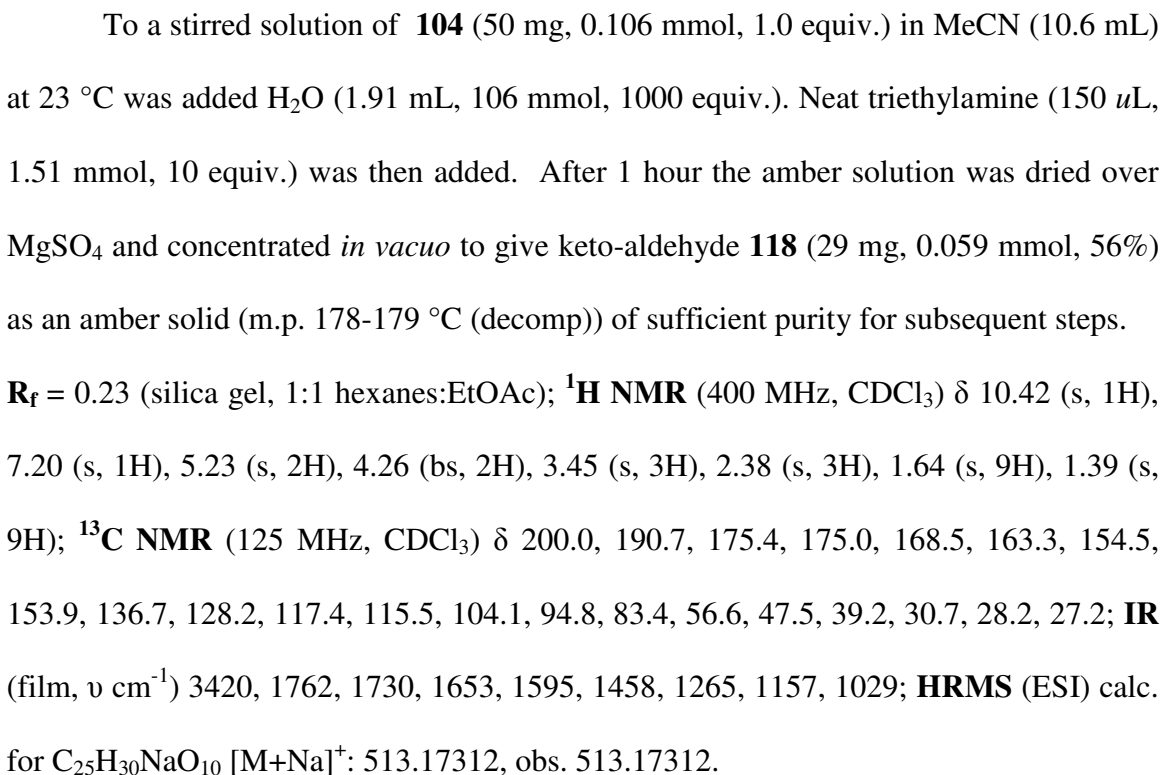 To a stirred solution of 104 (50 mg, 0.106 mmol, 1.0 equiv.) in MeCN (10.6 mL)
at 23 °C was added H₂O (1.91 mL, 106 mmol, 1000 equiv.). Neat triethylamine (150 uL,
1.51 mmol, 10 equiv.) was then added. After 1 hour the amber solution was dried over
MgSO₄ and concentrated in vacuo to give keto-aldehyde 118 (29 mg, 0.059 mmol, 56%)
as an amber solid (m.p. 178-179 °C (decomp)) of sufficient purity for subsequent steps.
R_f = 0.23 (silica gel, 1:1 hexanes:EtOAc); ¹H NMR (400 MHz, CDCl₃) δ 10.42 (s, 1H),
7.20 (s, 1H), 5.23 (s, 2H), 4.26 (bs, 2H), 3.45 (s, 3H), 2.38 (s, 3H), 1.64 (s, 9H), 1.39 (s,
9H); ¹³C NMR (125 MHz, CDCl₃) δ 200.0, 190.7, 175.4, 175.0, 168.5, 163.3, 154.5,
153.9, 136.7, 128.2, 117.4, 115.5, 104.1, 94.8, 83.4, 56.6, 47.5, 39.2, 30.7, 28.2, 27.2; IR
(film, υ cm⁻¹) 3420, 1762, 1730, 1653, 1595, 1458, 1265, 1157, 1029; HRMS (ESI) calc.
for C₂₅H₃₀NaO₁₀ [M+Na]⁺: 513.17312, obs. 513.17312.